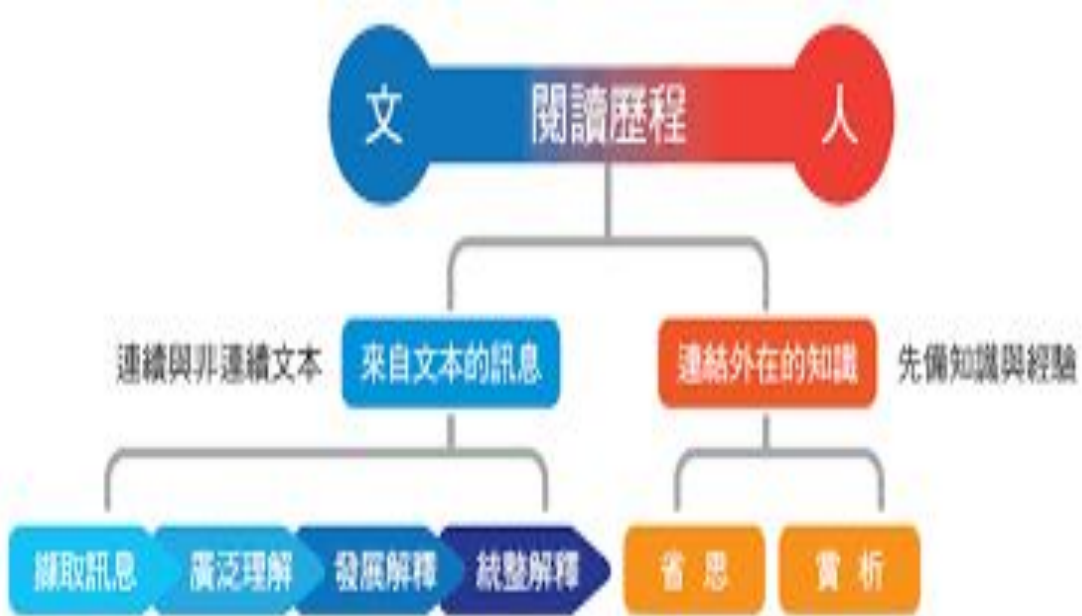 文 閱讀歷程 人
連續與非連續文本 來自文本的訊息 連結外在的知識 先備知識與經驗
擷取訊息 廣泛理解 發展解釋 統整解釋 省思 賞析